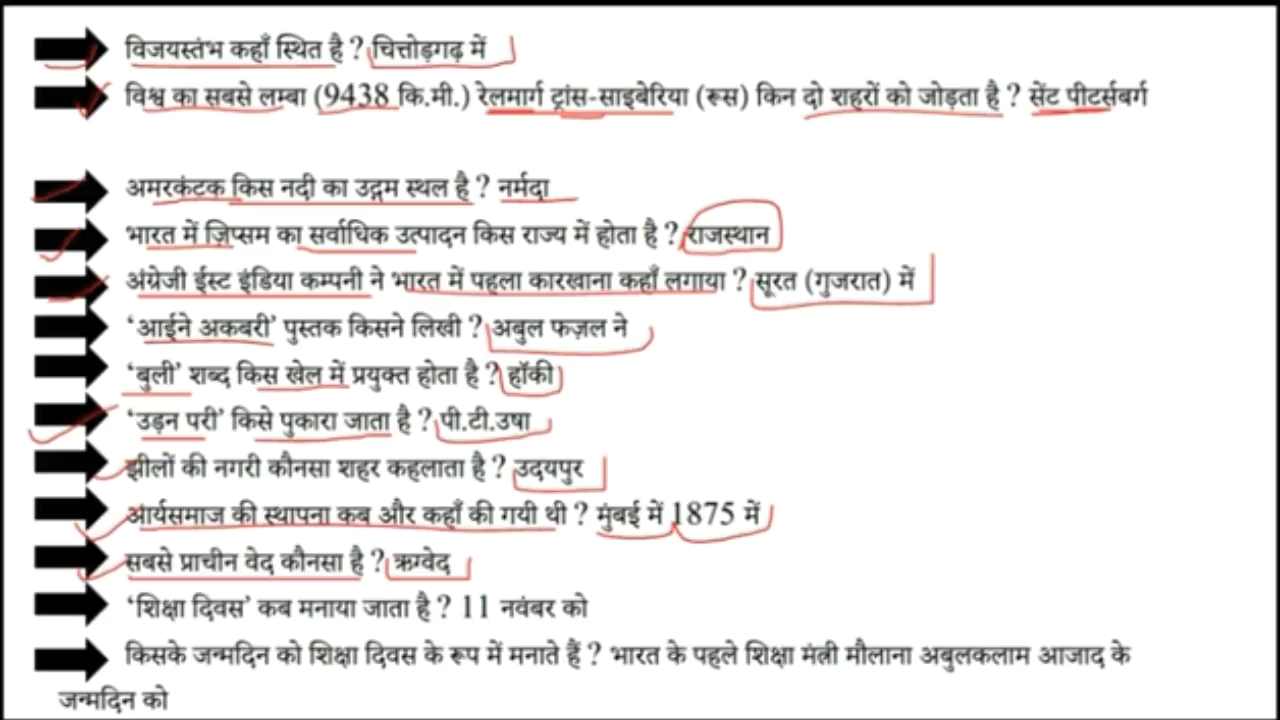 विजयस्तंभ कहाँ स्थित है ? चित्तोड़गढ़ में
विश्व का सबसे लम्बा (9438 कि.मी.) रेलमार्ग ट्रांस-साइबेरिया (रूस) किन दो शहरों को जोड़ता है ? सेंट पीटर्सबर्ग
अमरकंटक किस नदी का उद्गम स्थल है ? नर्मदा
भारत में ज़िप्सम का सर्वाधिक उत्पादन किस राज्य में होता है ? राजस्थान
अंग्रेजी ईस्ट इंडिया कम्पनी ने भारत में पहला कारखाना कहाँ लगाया ? सूरत (गुजरात) में
‘आईने अकबरी’ पुस्तक किसने लिखी ? अबुल फज़ल ने
‘बुली’ शब्द किस खेल में प्रयुक्त होता है ? हॉकी
‘उड़न परी’ किसे पुकारा जाता है ? पी.टी.उषा
झीलों की नगरी कौनसा शहर कहलाता है ? उदयपुर
आर्यसमाज की स्थापना कब और कहाँ की गयी थी ? मुंबई में 1875 में
सबसे प्राचीन वेद कौनसा है ? ऋग्वेद
‘शिक्षा दिवस’ कब मनाया जाता है ? 11 नवंबर को
किसके जन्मदिन को शिक्षा दिवस के रूप में मनाते हैं ? भारत के पहले शिक्षा मंत्री मौलाना अबुलकलाम आजाद के
जन्मदिन को